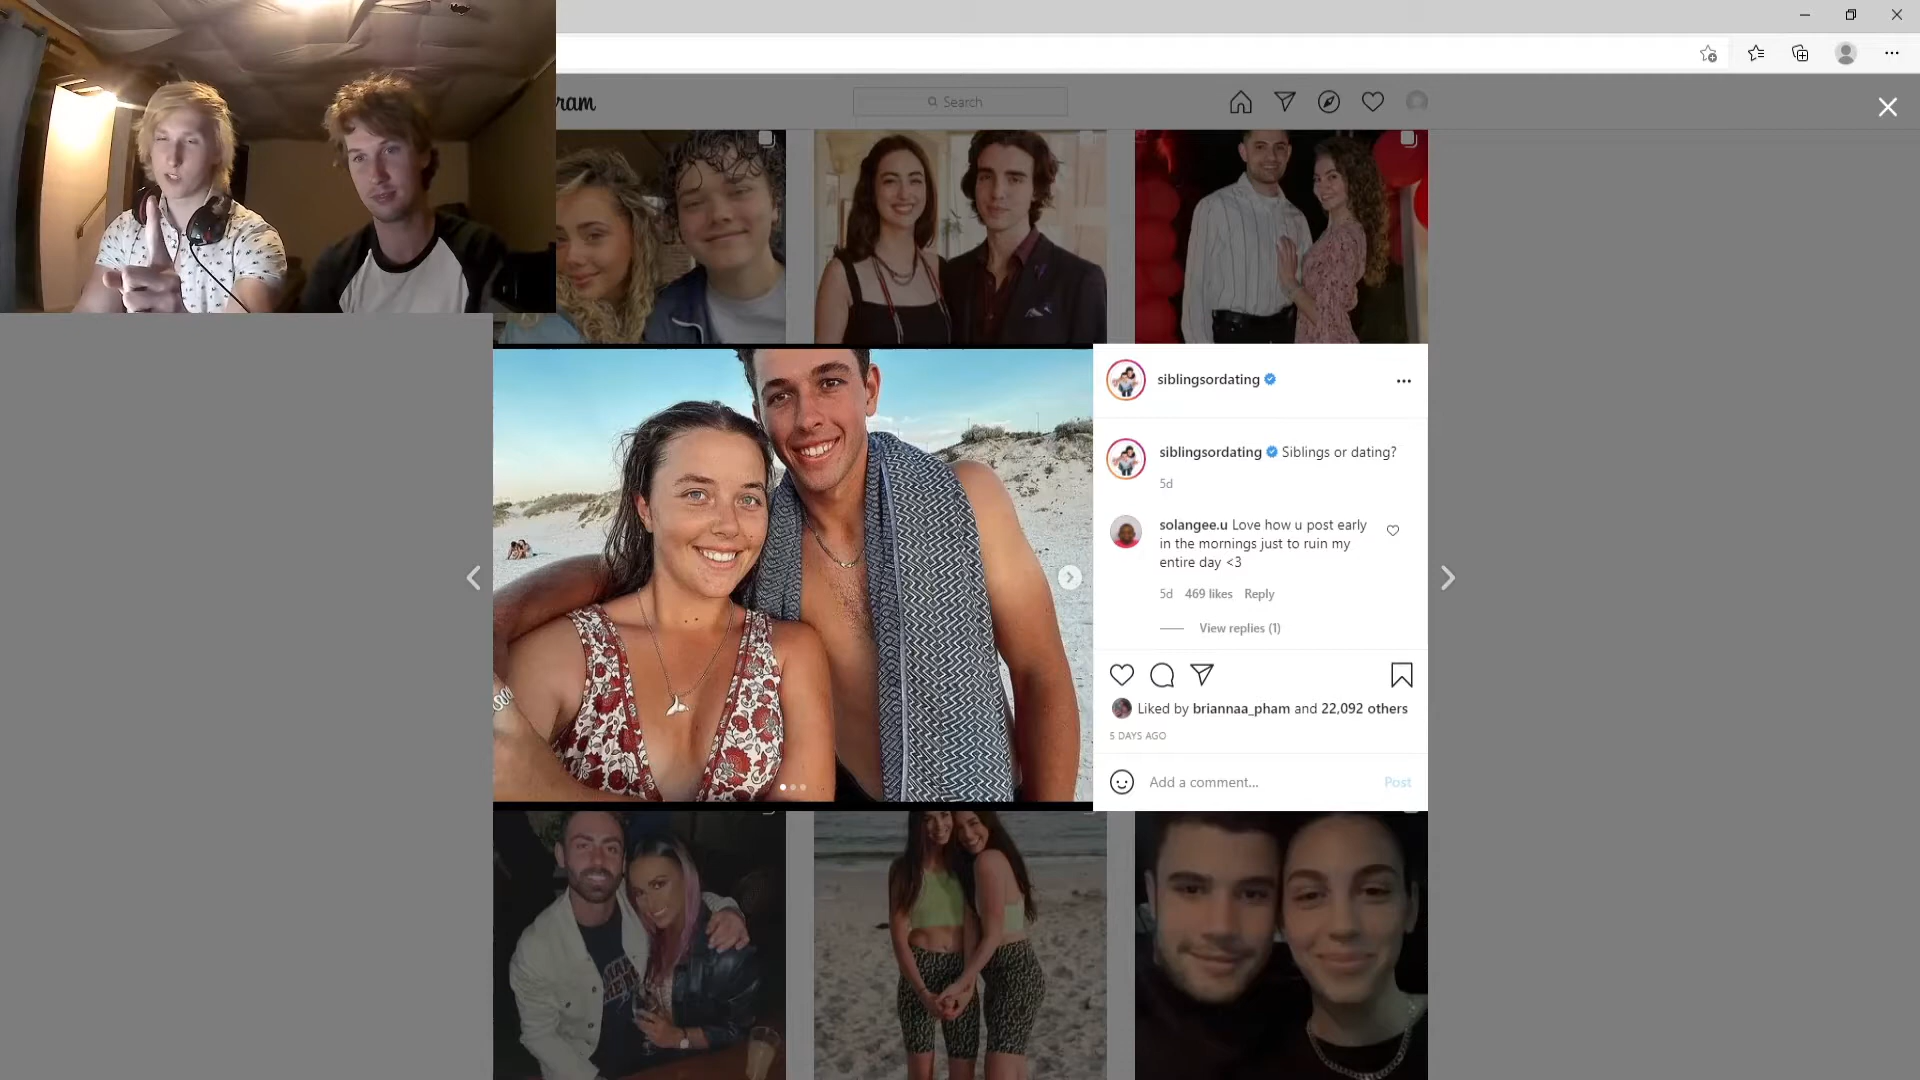 ram
Search
siblingsordating
siblingsordating Siblings or dating?
5d
solangee.u Love how u post early
in the mornings just to ruin my
entire day <3
5d 469 likes Reply
View replies (1)
Liked by briannaa_pham and 22,092 others
5 DAYS AGO
Add a comment... Post